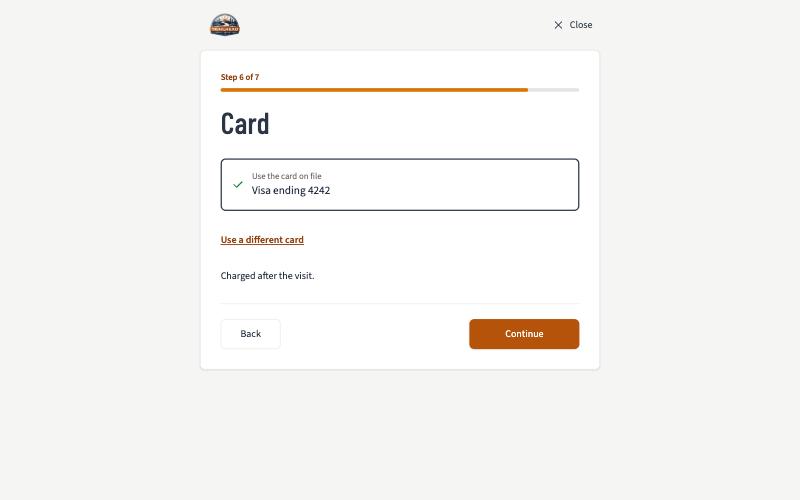 Close
Step 6 of 7
Card
Use the card on file
Visa ending 4242
Use a different card
Charged after the visit.
Back
Continue